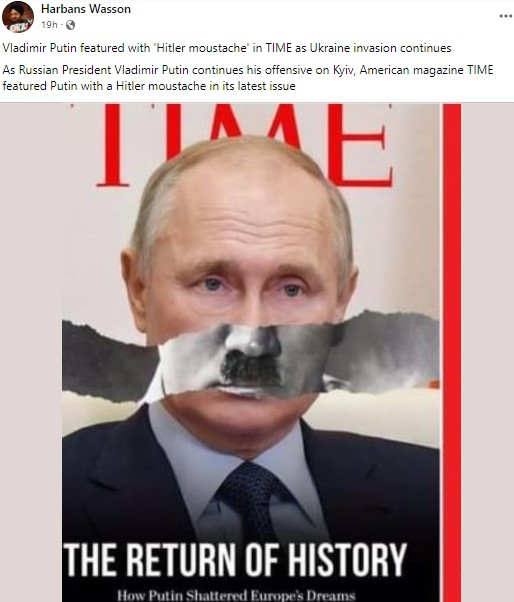 Harbans Wasson
19h
Vladimir Putin featured with 'Hitler moustache' in TIME as Ukraine invasion continues
As Russian President Vladimir Putin continues his offensive on Kyiv, American magazine TIME
featured Putin with a Hitler moustache in its latest issue
TIME
THE RETURN OF HISTORY
How Putin Shattered Europe's Dreams